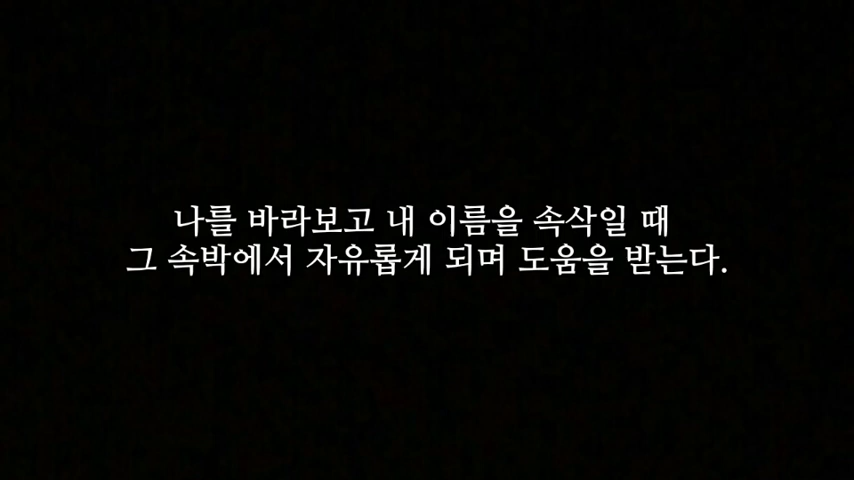 나를 바라보고 내 이름을 속삭일 때
그 속박에서 자유롭게 되며 도움을 받는다.